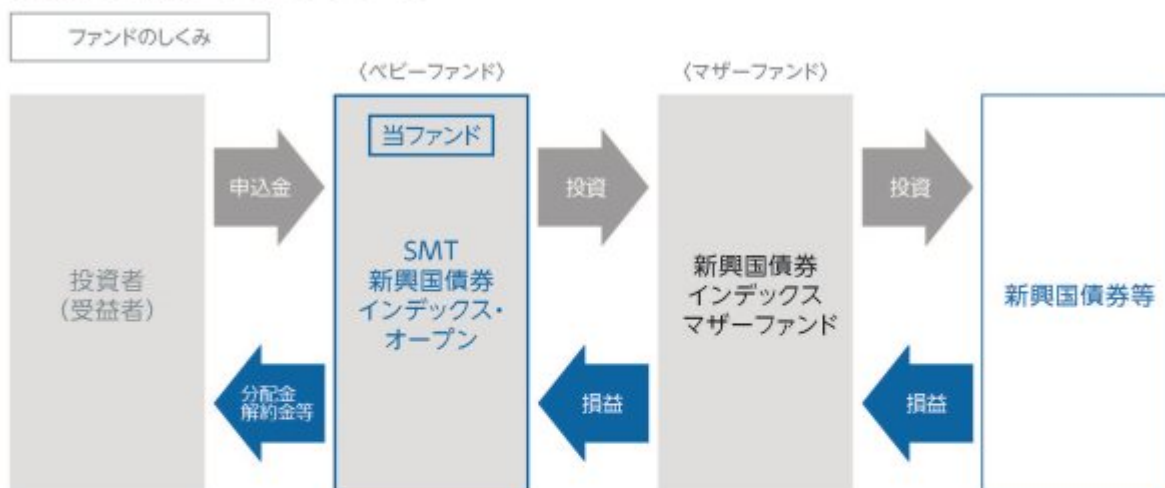 ファンドのしくみ
〈ベビーファンド〉
〈マザーファンド〉
投資者
(受益者)
申込金
分配金
解約金等
当ファンド
SMT
新興国債券
インデックス・
オープン
投資
損益
新興国債券
インデックス
マザーファンド
投資
損益
新興国債券等